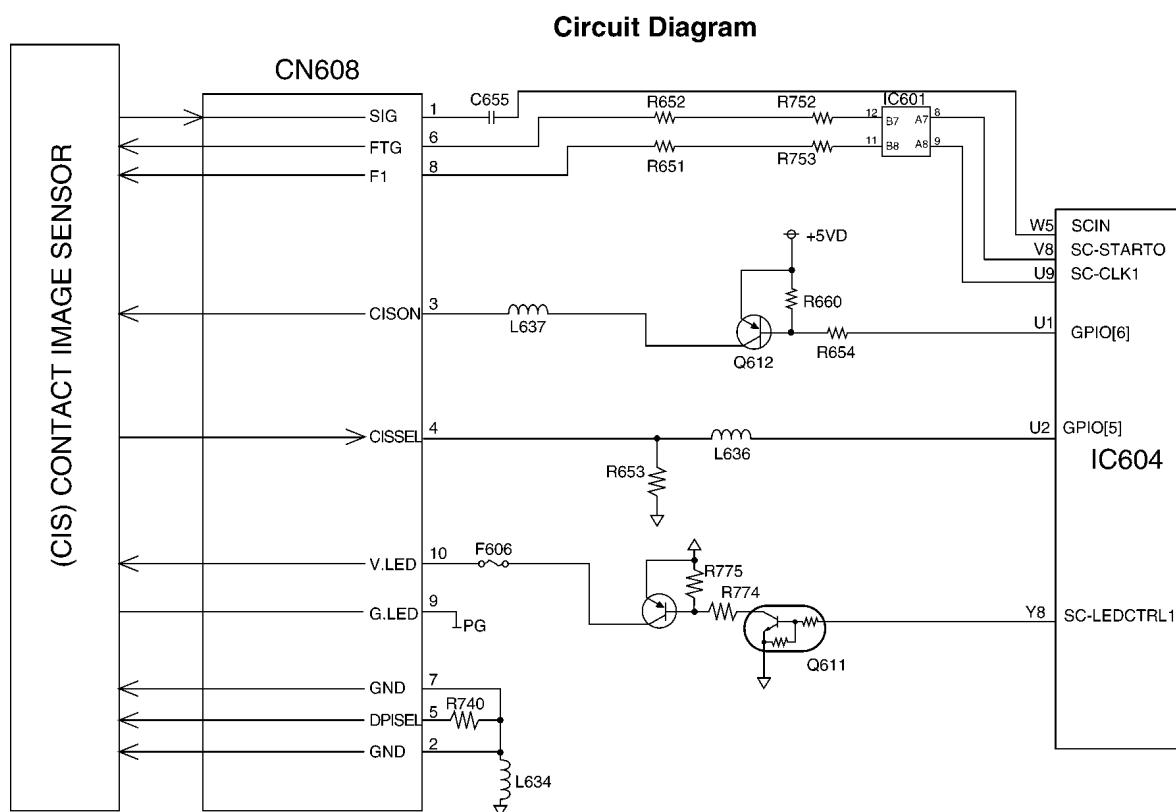 Circuit Diagram
(CIS) CONTACT IMAGE SENSOR
CN608
SIG 1 C655
FTG 6 R652 R752
F1 8 R651 R753
IC601
12 B7 A7 8
11 B8 A8 9
W5 SCIN
V8 SC-STARTO
U9 SC-CLK1
+5VD
CISON 3 L637 Q612 R660 R654 U1 GPIO[6]
CISSEL 4 R653 L636 U2 GPIO[5]
IC604
V.LED 10 F606 R775 R774
G.LED 9 PG Q611 Y8 SC-LEDCTRL1
GND 7
DPISEL 5 R740
GND 2
L634